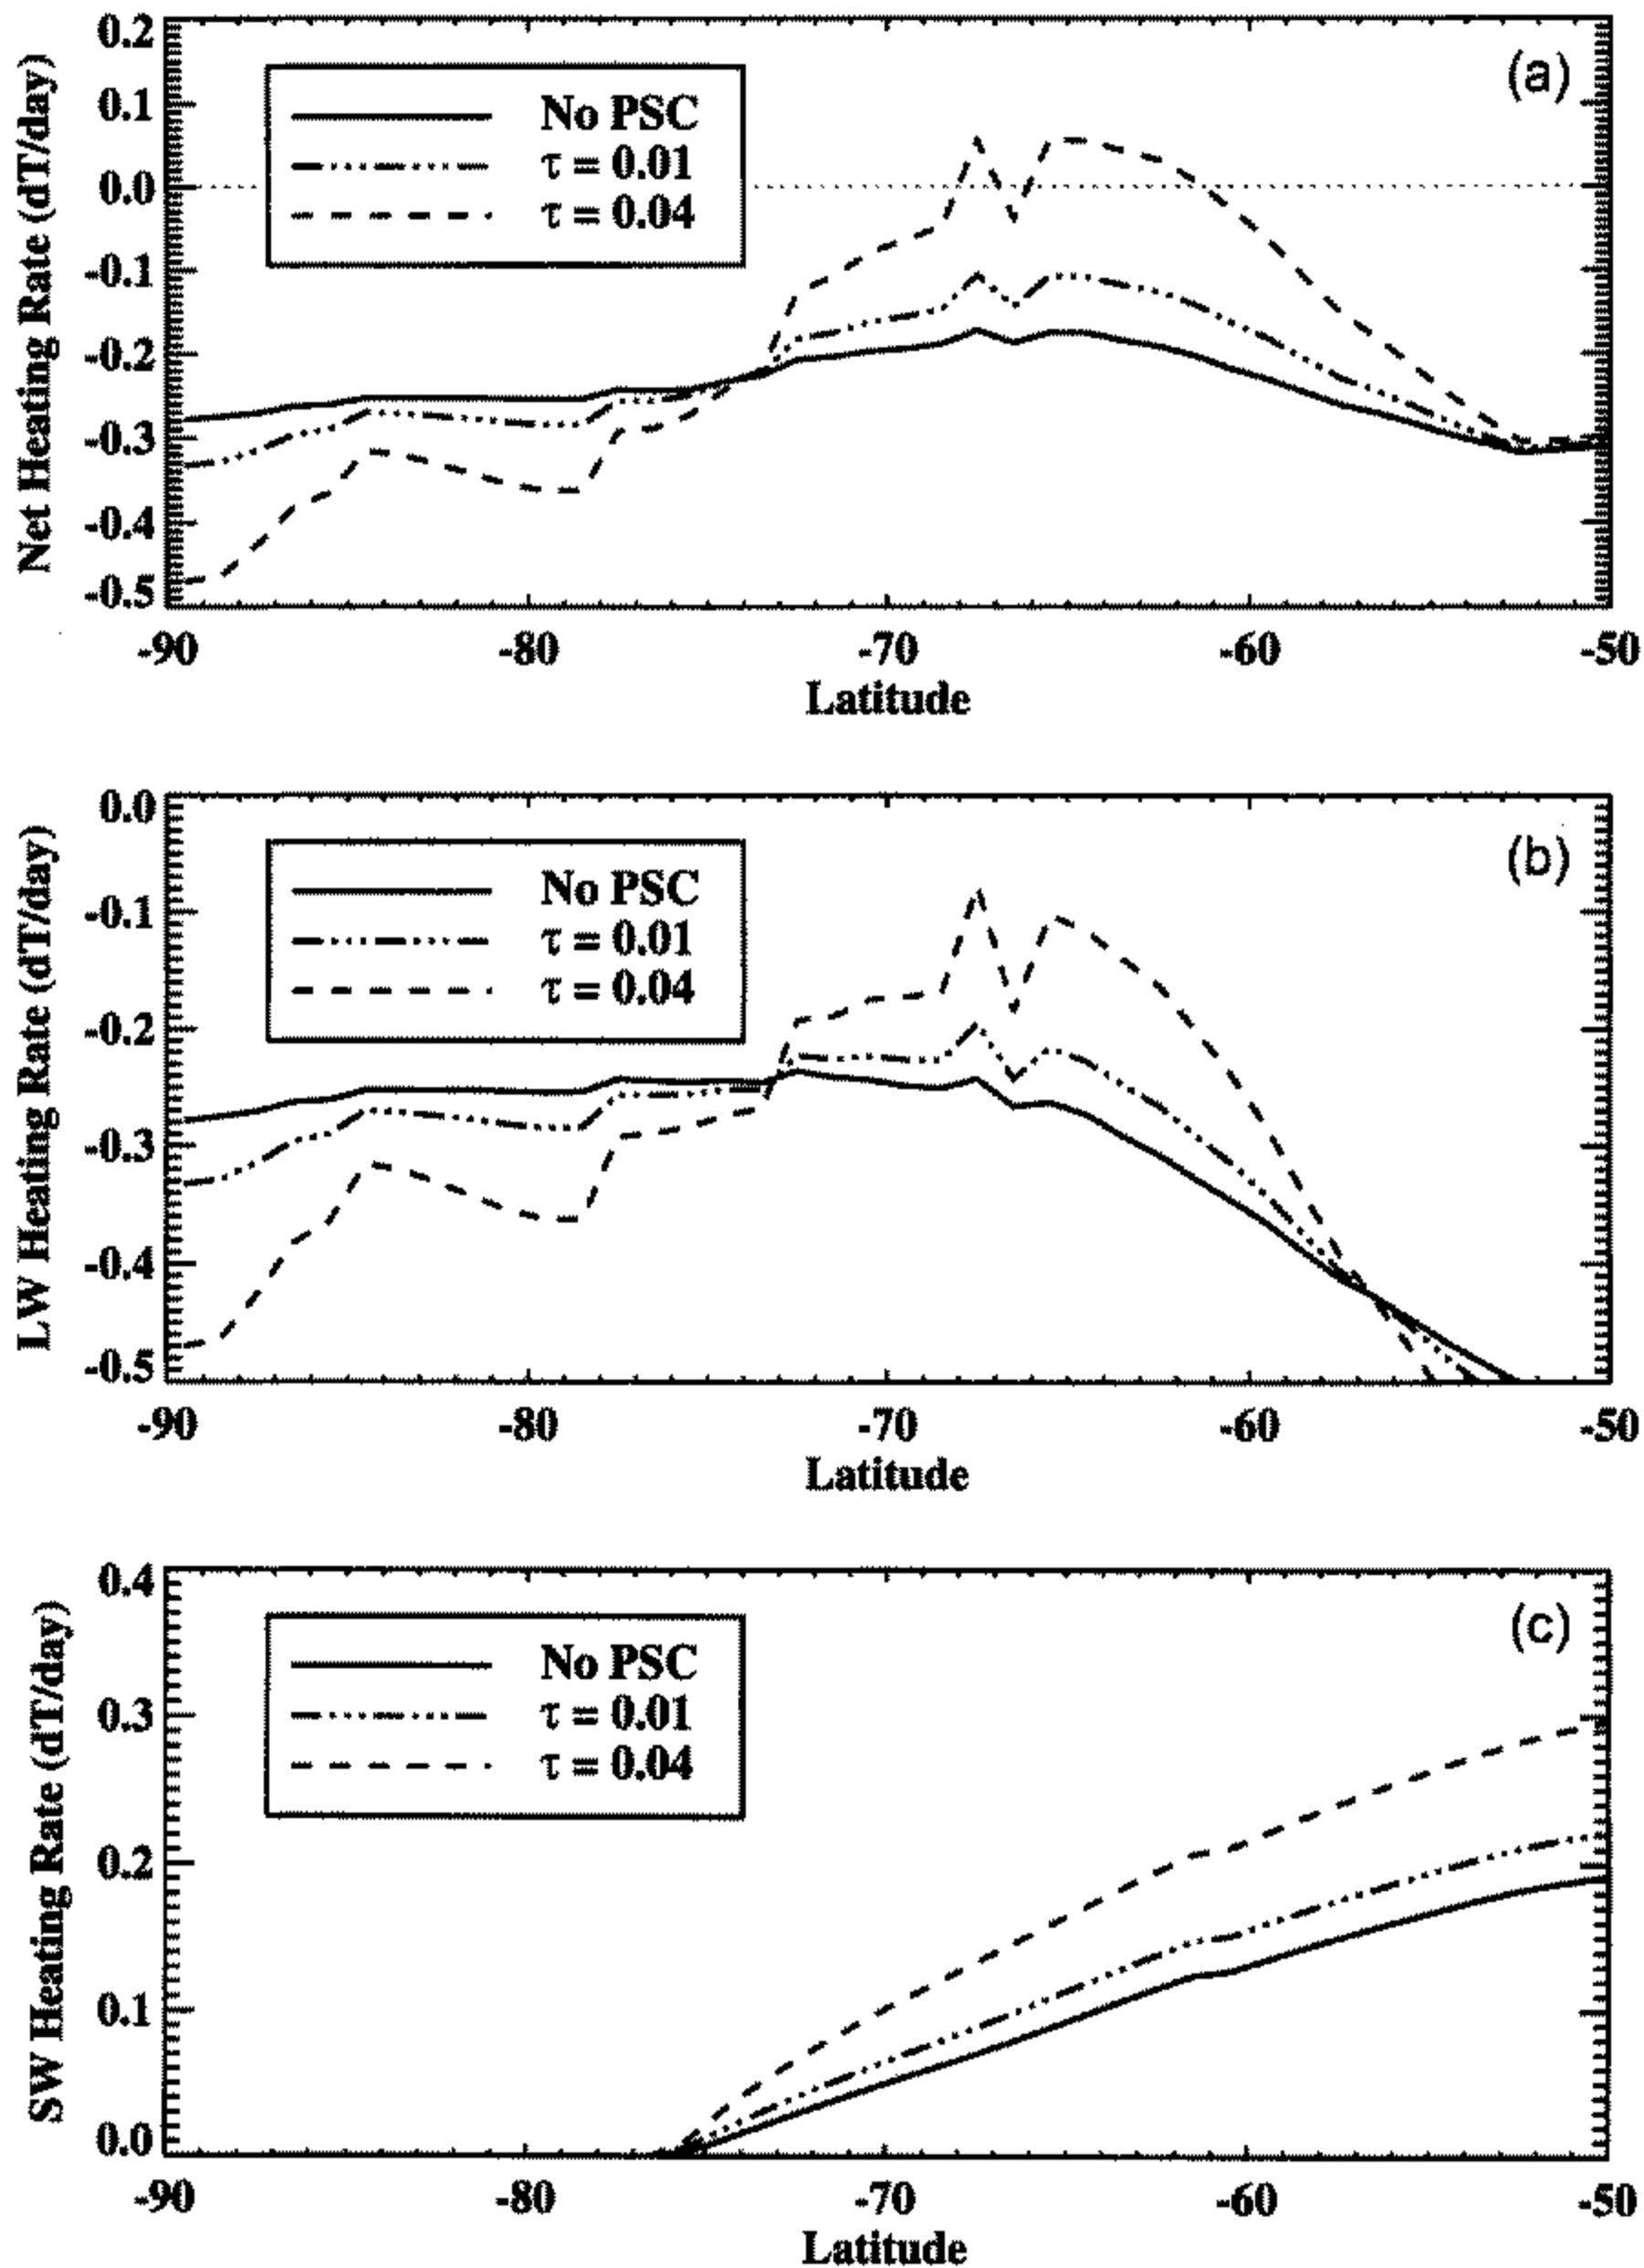 Net Heating Rate (dT/day)
0.2
0.1
0.0
-0.1
-0.2
-0.3
-0.4
-0.5
No PSC
τ = 0.01
τ = 0.04
(a)
-90 -80 -70 -60 -50
Latitude
LW Heating Rate (dT/day)
0.0
-0.1
-0.2
-0.3
-0.4
-0.5
No PSC
τ = 0.01
τ = 0.04
(b)
-90 -80 -70 -60 -50
Latitude
SW Heating Rate (dT/day)
0.4
0.3
0.2
0.1
0.0
No PSC
τ = 0.01
τ = 0.04
(c)
-90 -80 -70 -60 -50
Latitude